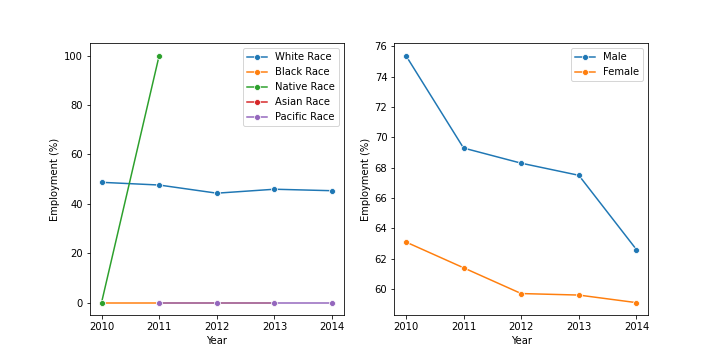 100
80
60
40
20
0
Employment (%)
2010 2011 2012 2013 2014
Year
White Race
Black Race
Native Race
Asian Race
Pacific Race
76
74
72
70
68
66
64
62
60
Employment (%)
2010 2011 2012 2013 2014
Year
Male
Female